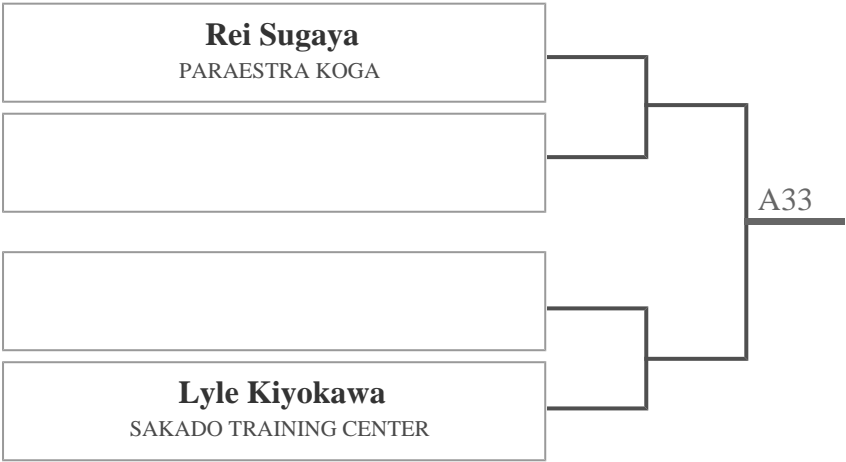 Rei Sugaya
PARAESTRA KOGA
A33
Lyle Kiyokawa
SAKADO TRAINING CENTER